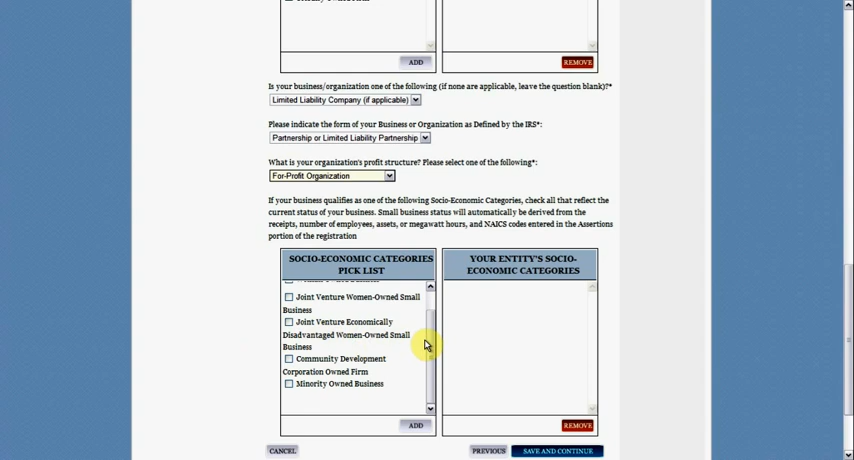 ADD
REMOVE
Is your business/organization one of the following (if none are applicable, leave the question blank)?*
Limited Liability Company (if applicable)
Please indicate the form of your Business or Organization as Defined by the IRS*:
Partnership or Limited Liability Partnership
What is your organization's profit structure? Please select one of the following*:
For-Profit Organization
If your business qualifies as one of the following Socio-Economic Categories, check all that reflect the
current status of your business. Small business status will automatically be derived from the
receipts, number of employees, assets, or megawatt hours, and NAICS codes entered in the Assertions
portion of the registration
SOCIO-ECONOMIC CATEGORIES
PICK LIST
YOUR ENTITY'S SOCIO-
ECONOMIC CATEGORIES
Joint Venture Women-Owned Small
Business
Joint Venture Economically
Disadvantaged Women-Owned Small
Business
Community Development
Corporation Owned Firm
Minority Owned Business
ADD
REMOVE
CANCEL
PREVIOUS
SAVE AND CONTINUE